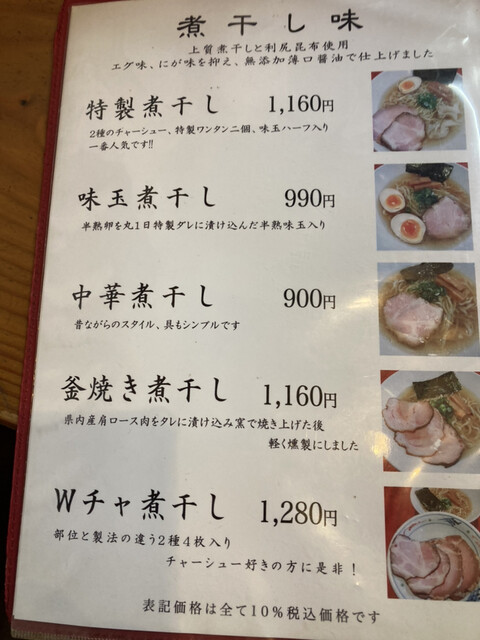 煮干し味
上質煮干しと利尻昆布使用
エグ味、にが味を抑え、無添加薄口醤油で仕上げました
特製煮干し 1,160円
2種のチャーシュー、特製ワンタン二個、味玉ハーフ入り
一番人気です!!
味玉煮干し 990円
半熟卵を丸1日特製ダレに漬け込んだ半熟味玉入り
中華煮干し 900円
昔ながらのスタイル、具もシンプルです
釜焼き煮干し 1,160円
県内産肩ロース肉をタレに漬け込み窯で焼き上げた後
軽く燻製にしました
Wチャ煮干し 1,280円
部位と製法の違う2種4枚入り
チャーシュー好きの方に是非!
表記価格は全て10%税込価格です